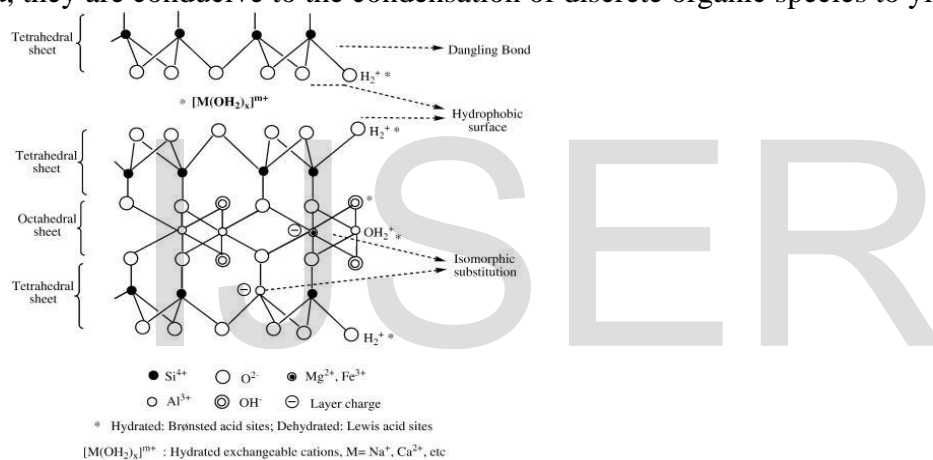 they are conducive to the condensation of discrete organic species to
Tetrahedral
sheet
Dangling Bond
H₂⁺ *
* [M(OH₂)ₓ]ᵐ⁺
Hydrophobic
surface
H₂⁺ *
Tetrahedral
sheet
IJSER
Octahedral
sheet
*
OH₂⁺*
Isomorphic
substitution
Tetrahedral
sheet
H₂⁺ *
Si⁴⁺ O²⁻ Mg²⁺, Fe³⁺
Al³⁺ OH⁻ Layer charge
* Hydrated: Brønsted acid sites; Dehydrated: Lewis acid sites
[M(OH₂)ₓ]ᵐ⁺ : Hydrated exchangeable cations, M= Na⁺, Ca²⁺, etc